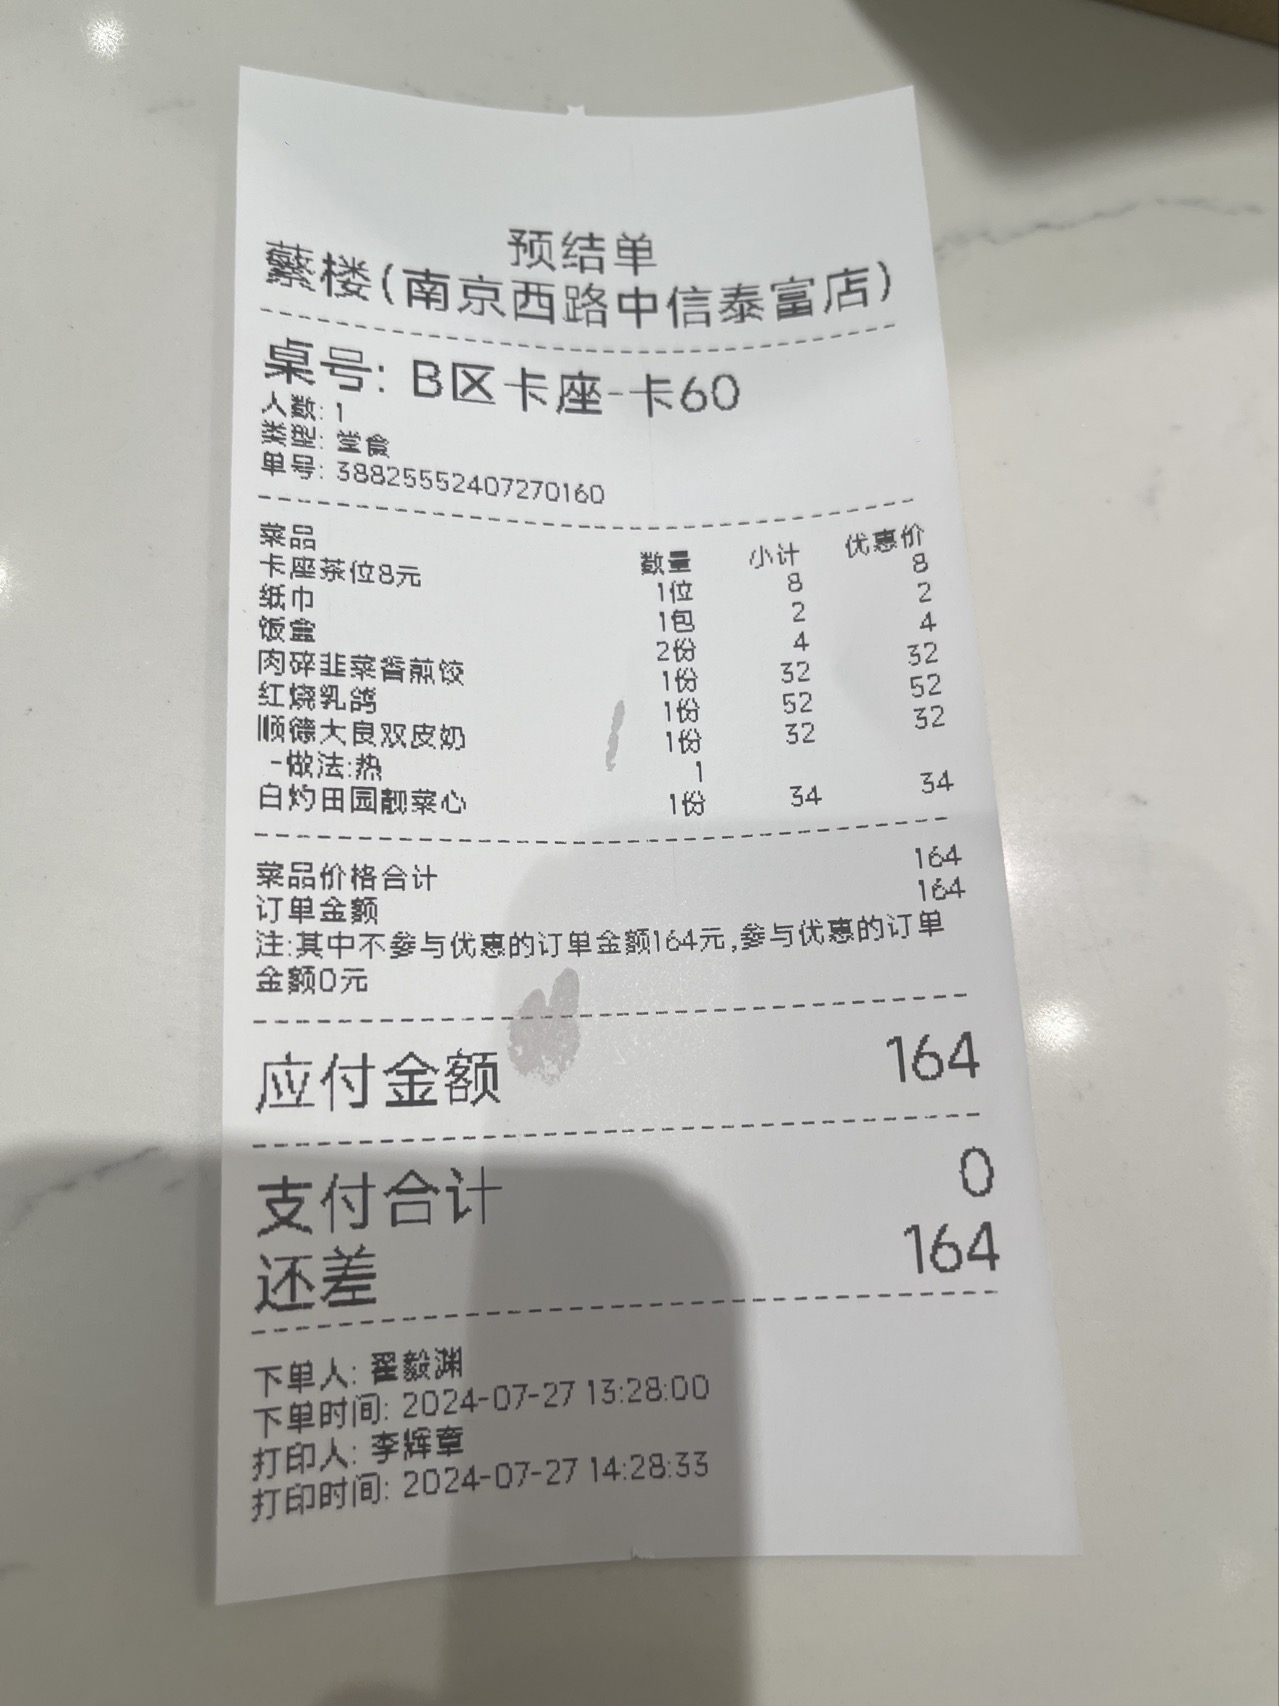 预结单
蘩楼(南京西路中信泰富店)
桌号: B区卡座-卡60
人数: 1
类型: 堂食
单号: 38825552407270160
菜品 数量 小计 优惠价
卡座茶位8元 1位 8 8
纸巾 1包 2 2
饭盒 2份 4 4
肉碎韭菜香煎饺 1份 32 32
红烧乳鸽 1份 52 52
顺德大良双皮奶 1份 32 32
-做法:热 1
白灼田园靓菜心 1份 34 34
菜品价格合计 164
订单金额 164
注:其中不参与优惠的订单金额164元,参与优惠的订单
金额0元
应付金额 164
支付合计 0
还差 164
下单人: 翟毅渊
下单时间: 2024-07-27 13:28:00
打印人: 李辉章
打印时间: 2024-07-27 14:28:33